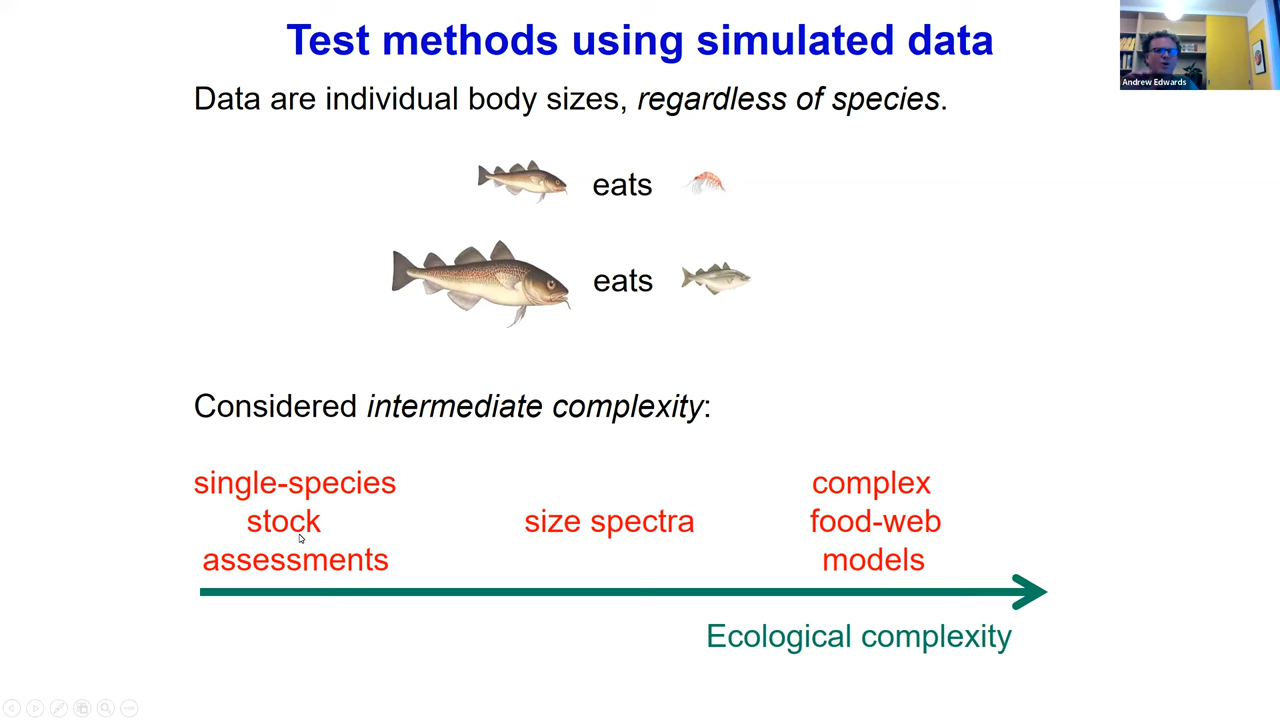 Test methods using simulated data
Andrew Edwards
Data are individual body sizes, regardless of species.
eats
eats
Considered intermediate complexity:
single-species
stock
assessments
size spectra
complex
food-web
models
Ecological complexity